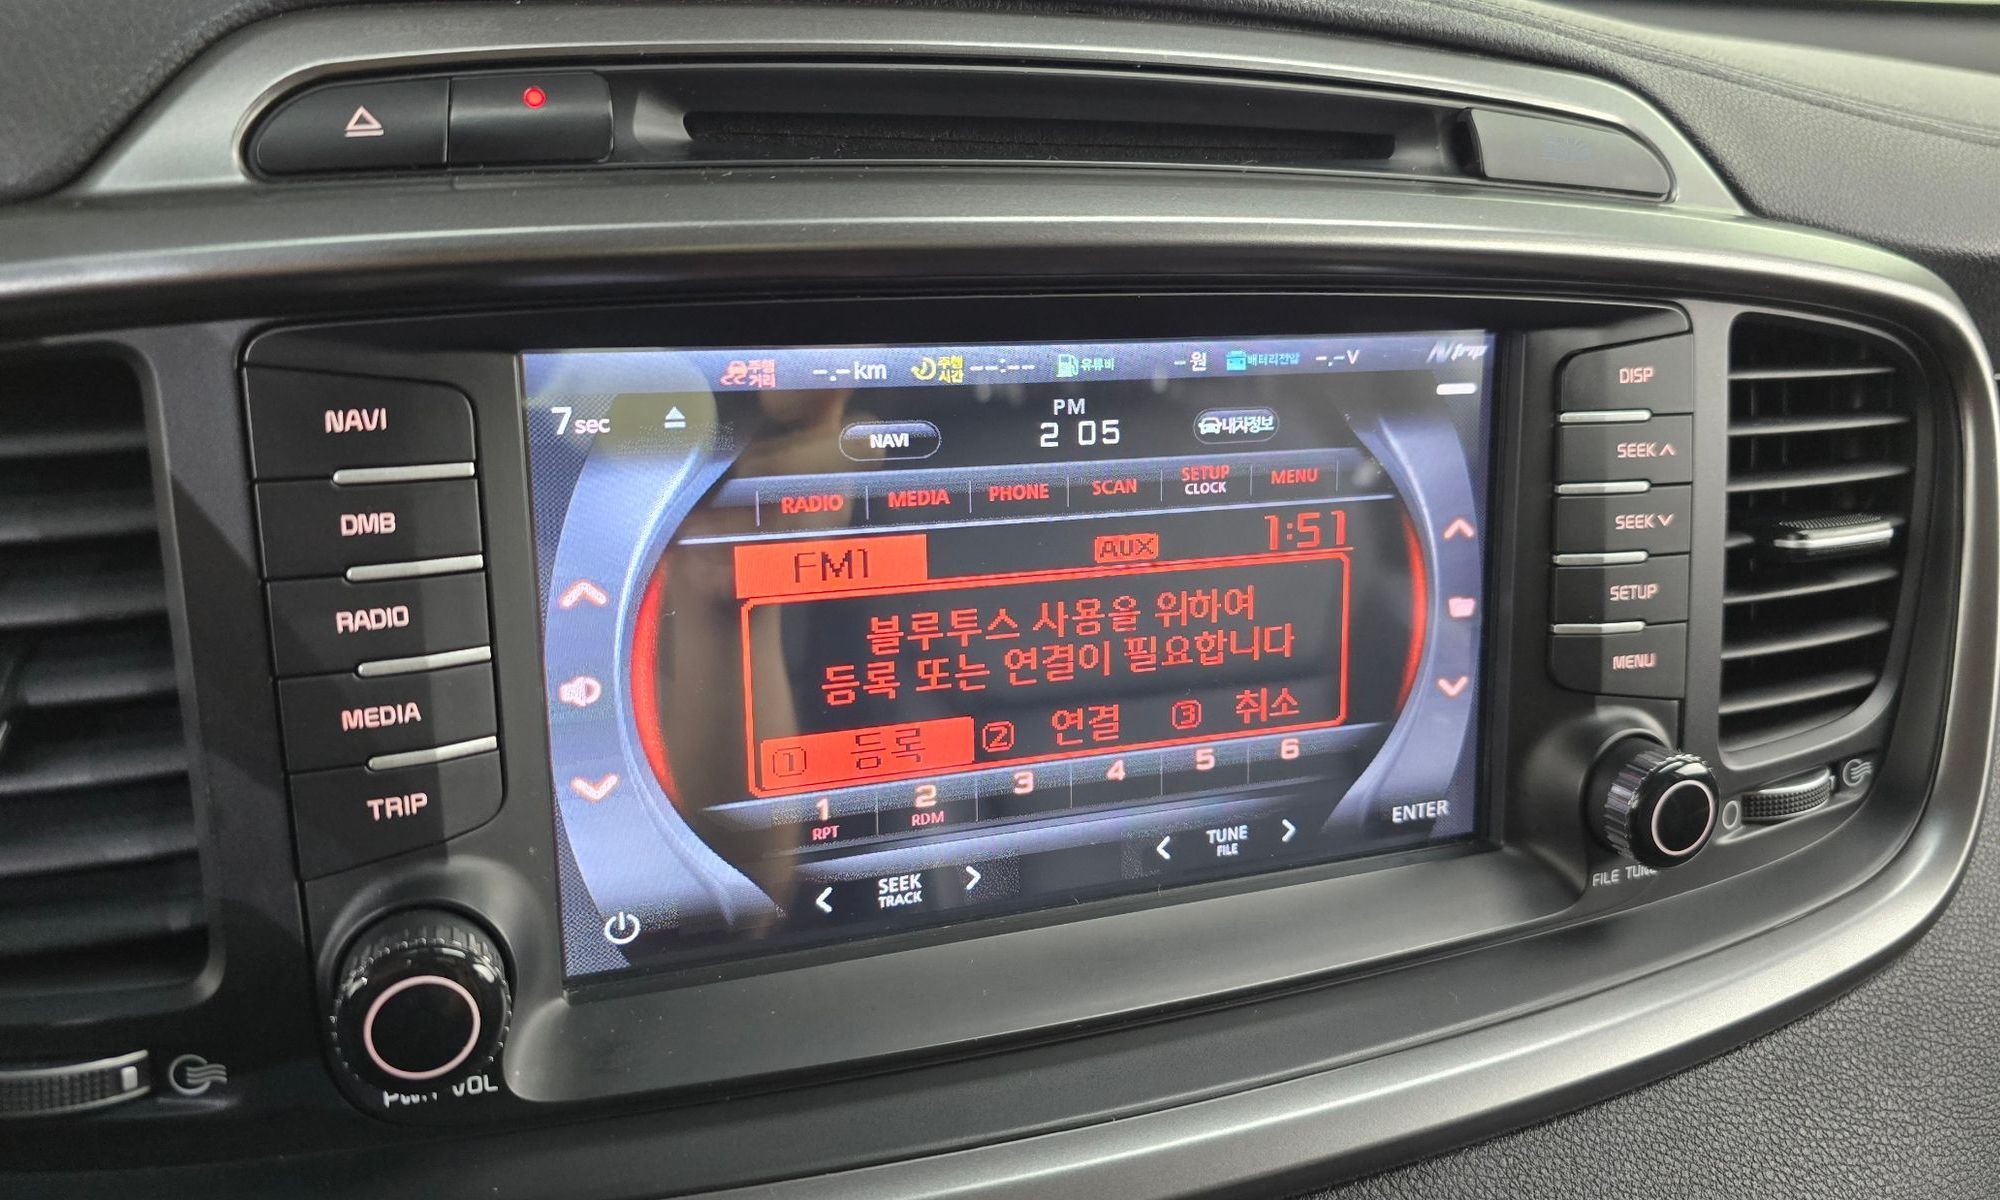 주행거리 -.-km 주행시간 --:-- 유류비 -원 배터리전압 -.-V Ntrip
7 sec NAVI PM 2 05 내차정보
RADIO MEDIA PHONE SCAN SETUP CLOCK MENU
FM1 AUX 1:51
블루투스 사용을 위하여
등록 또는 연결이 필요합니다
① 등록 ② 연결 ③ 취소
1 RPT 2 RDM 3 4 5 6
SEEK TRACK TUNE FILE ENTER
NAVI
DMB
RADIO
MEDIA
TRIP
VOL
DISP
SEEK ∧
SEEK ∨
SETUP
MENU
FILE